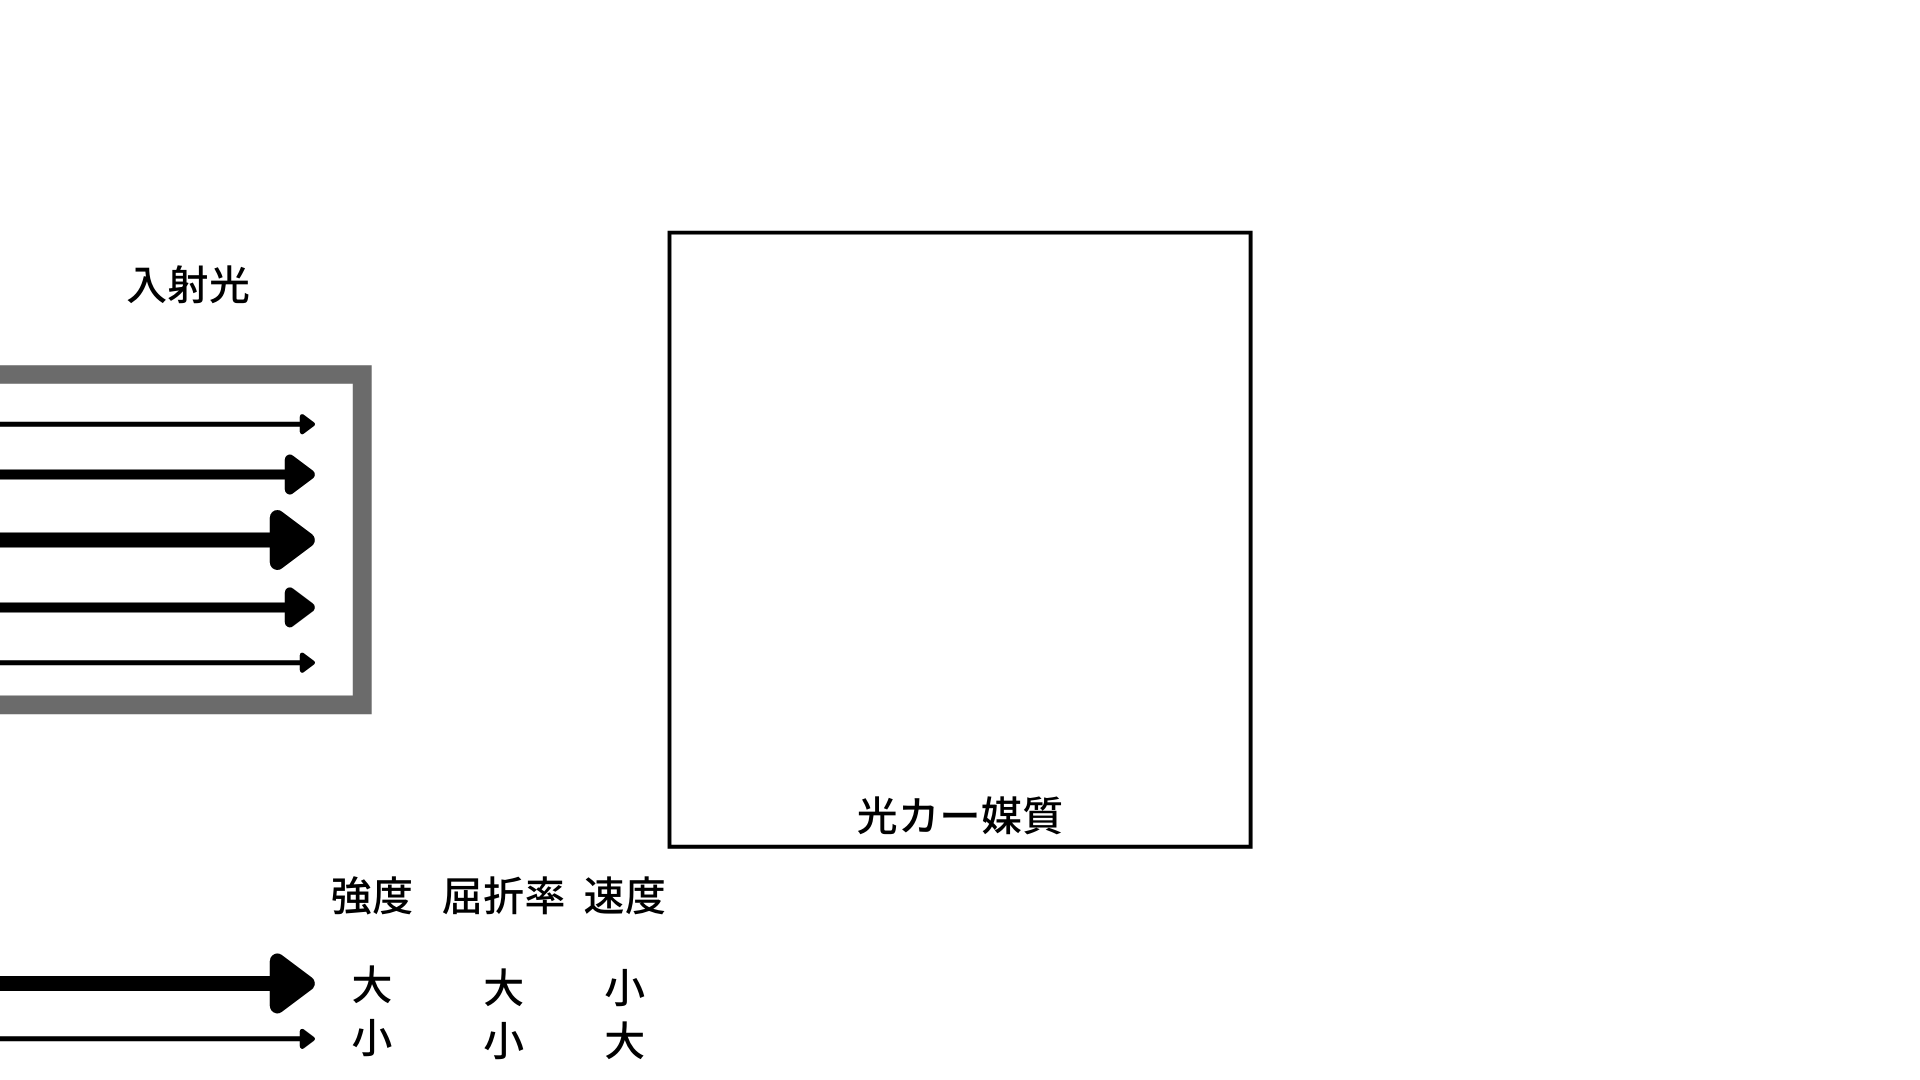 入射光
光カー媒質
強度 屈折率 速度
大 大 小
小 小 大